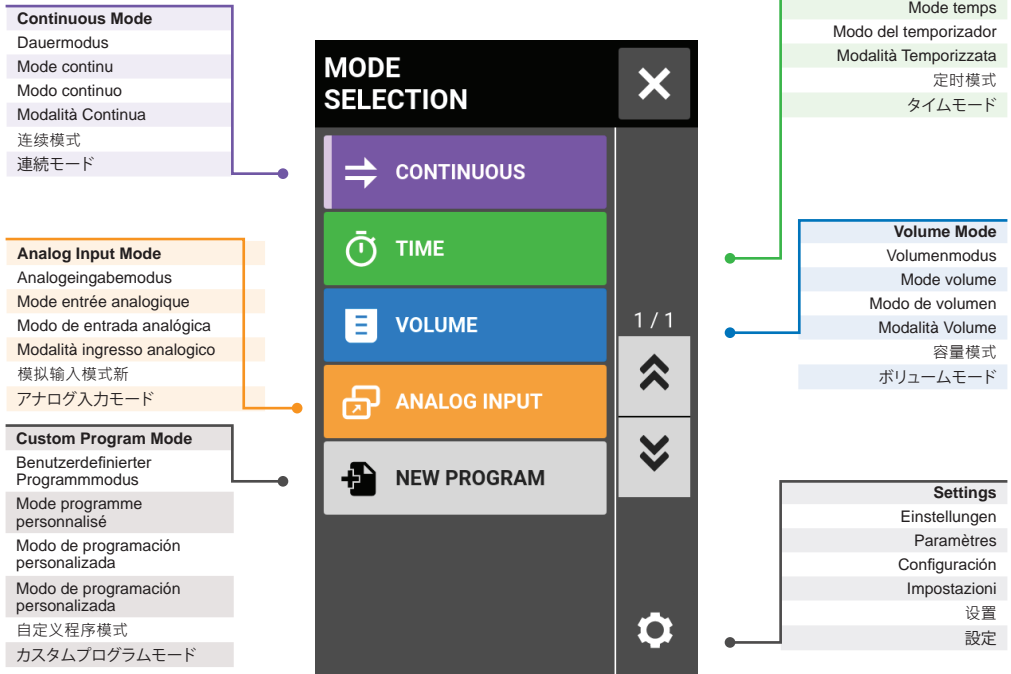 Continuous Mode
Dauermodus
Mode continu
Modo continuo
Modalità Continua
连续模式
連続モード
Analog Input Mode
Analogeingabemodus
Mode entrée analogique
Modo de entrada analógica
Modalità ingresso analogico
模拟输入模式新
アナログ入力モード
Custom Program Mode
Benutzerdefinierter
Programmmodus
Mode programme
personnalisé
Modo de programación
personalizada
Modo de programación
personalizada
自定义程序模式
カスタムプログラムモード
MODE
SELECTION
CONTINUOUS
TIME
VOLUME
ANALOG INPUT
NEW PROGRAM
1 / 1
Mode temps
Modo del temporizador
Modalità Temporizzata
定时模式
タイムモード
Volume Mode
Volumenmodus
Mode volume
Modo de volumen
Modalità Volume
容量模式
ボリュームモード
Settings
Einstellungen
Paramètres
Configuración
Impostazioni
设置
設定